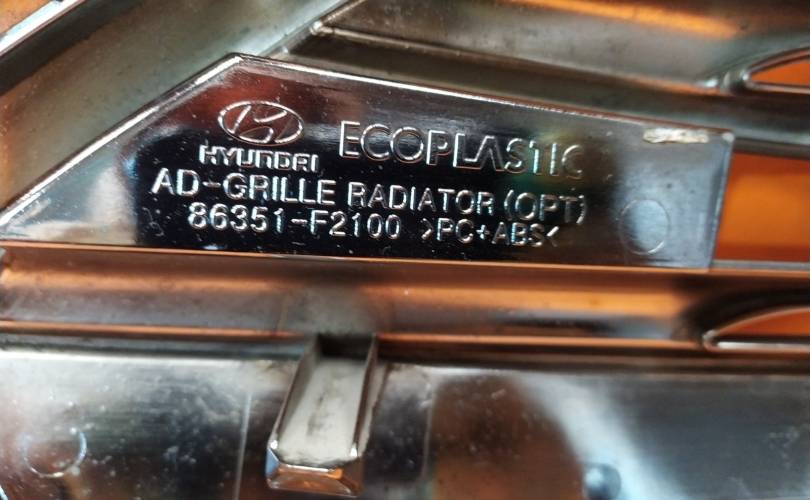 HYUNDAI ECOPLASTIC
AD-GRILLE RADIATOR (OPT)
86351-F2100 >PC+ABS<